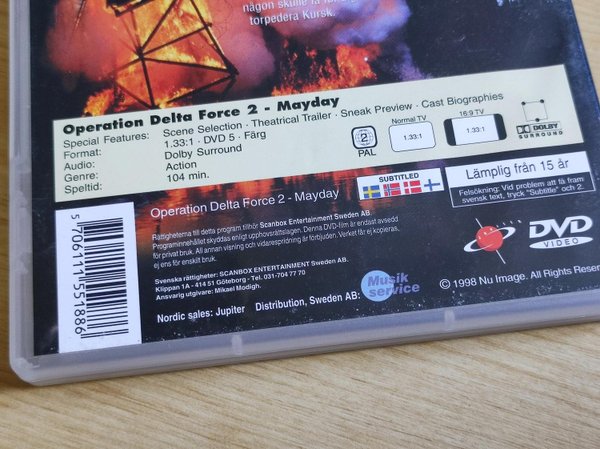 någon skulle få för
torpedera Kursk.
Operation Delta Force 2 - Mayday
Special Features: Scene Selection · Theatrical Trailer · Sneak Preview · Cast Biographies
Format: 1.33:1 · DVD 5 · Färg
Audio: Dolby Surround
Genre: Action
Speltid: 104 min.
2
PAL
Normal TV
1.33:1
16:9 TV
1.33:1
DOLBY
SURROUND
Operation Delta Force 2 - Mayday
SUBTITLED
Lämplig från 15 år
Felsökning: Vid problem att få fram
svensk text, tryck "Subtitle" och 2.
Rättigheterna till detta program tillhör Scanbox Entertainment Sweden AB.
Programinnehållet skyddas enligt upphovsrättslagen. Denna DVD-film är endast avsedd
för privat bruk. All annan visning och vidarespridning är förbjuden. Verket får ej kopieras,
ej ens för enskilt bruk.
Svenska rättigheter: SCANBOX ENTERTAINMENT Sweden AB.
Klippan 1A - 414 51 Göteborg - Tel. 031-704 77 70
Ansvarig utgivare: Mikael Modigh.
Nordic sales: Jupiter Distribution, Sweden AB:
Musik
service
DVD
VIDEO
© 1998 Nu Image. All Rights Rese
5 706111 551886